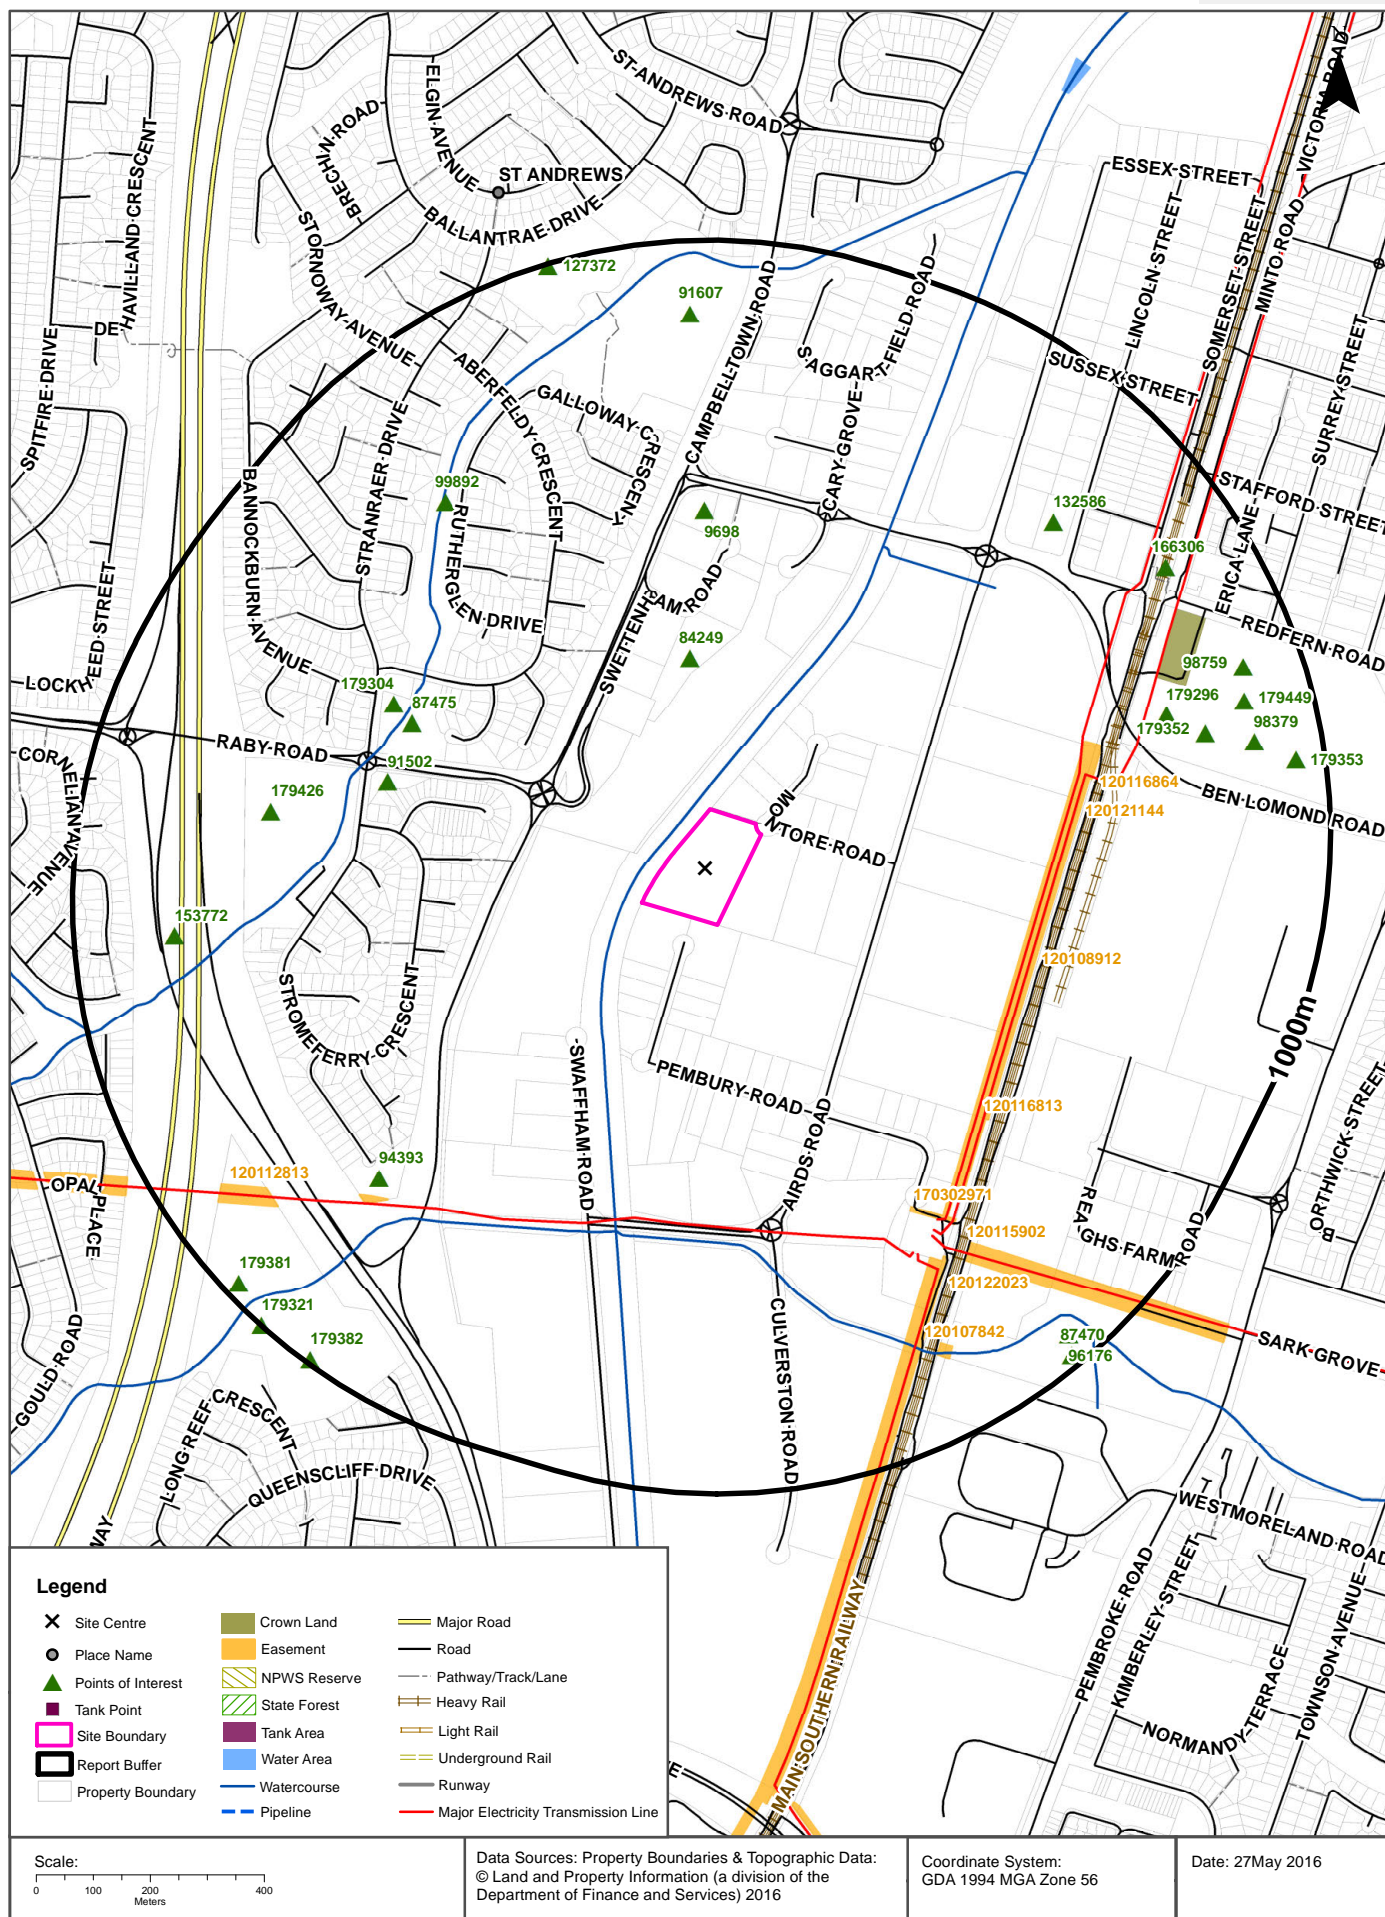 ST ANDREWS ROAD
VICTORIA ROAD
ELGIN AVENUE
BRECHIN ROAD
DE HAVILLAND CRESCENT
ST ANDREWS
BALLANTRAE DRIVE
ESSEX STREET
LINCOLN STREET
SOMERSET STREET
MINTO ROAD
STORNOWAY AVENUE
127372
91607
CAMPBELLTOWN ROAD
SAGGART FIELD ROAD
SUSSEX STREET
SURREY STREET
SPITFIRE DRIVE
ABERFELDY CRESCENT
GALLOWAY CRESCENT
CARY GROVE
STRANRAER DRIVE
BANNOCKBURN AVENUE
99892
RUTHERGLEN DRIVE
9698
132586
STAFFORD STREET
166306
ERICA LANE
REDFERN ROAD
SWETTENHAM ROAD
84249
LOCKHEED STREET
98759
179304
87475
179296
179449
179352
98379
179353
RABY ROAD
91502
CORNELIAN AVENUE
179426
120116864
BEN LOMOND ROAD
120121144
MONTORE ROAD
153772
120108912
STROMEFERRY CRESCENT
1000m
SWAFFHAM ROAD
PEMBURY ROAD
120116813
AIRDS ROAD
BORTHWICK STREET
94393
120112813
OPAL PLACE
170302971
120115902
REAGHS FARM ROAD
179381
120122023
179321
179382
120107842
87470
96176
SARK GROVE
GOULD ROAD
CULVERSTON ROAD
LONG REEF CRESCENT
QUEENSCLIFF DRIVE
WAY
WESTMORELAND ROAD
PEMBROKE ROAD
KIMBERLEY STREET
TOWNSON AVENUE
NORMANDY TERRACE
MAIN SOUTHERN RAILWAY
E
Legend
Site Centre
Place Name
Points of Interest
Tank Point
Site Boundary
Report Buffer
Property Boundary
Crown Land
Easement
NPWS Reserve
State Forest
Tank Area
Water Area
Watercourse
Pipeline
Major Road
Road
Pathway/Track/Lane
Heavy Rail
Light Rail
Underground Rail
Runway
Major Electricity Transmission Line
Scale:
0 100 200 400
Meters
Data Sources: Property Boundaries & Topographic Data:
© Land and Property Information (a division of the
Department of Finance and Services) 2016
Coordinate System:
GDA 1994 MGA Zone 56
Date: 27May 2016